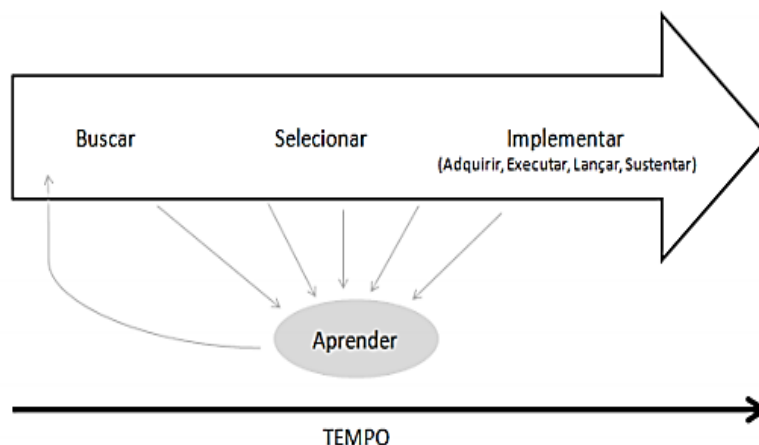 Buscar
Selecionar
Implementar
(Adquirir, Executar, Lançar, Sustentar)
Aprender
TEMPO